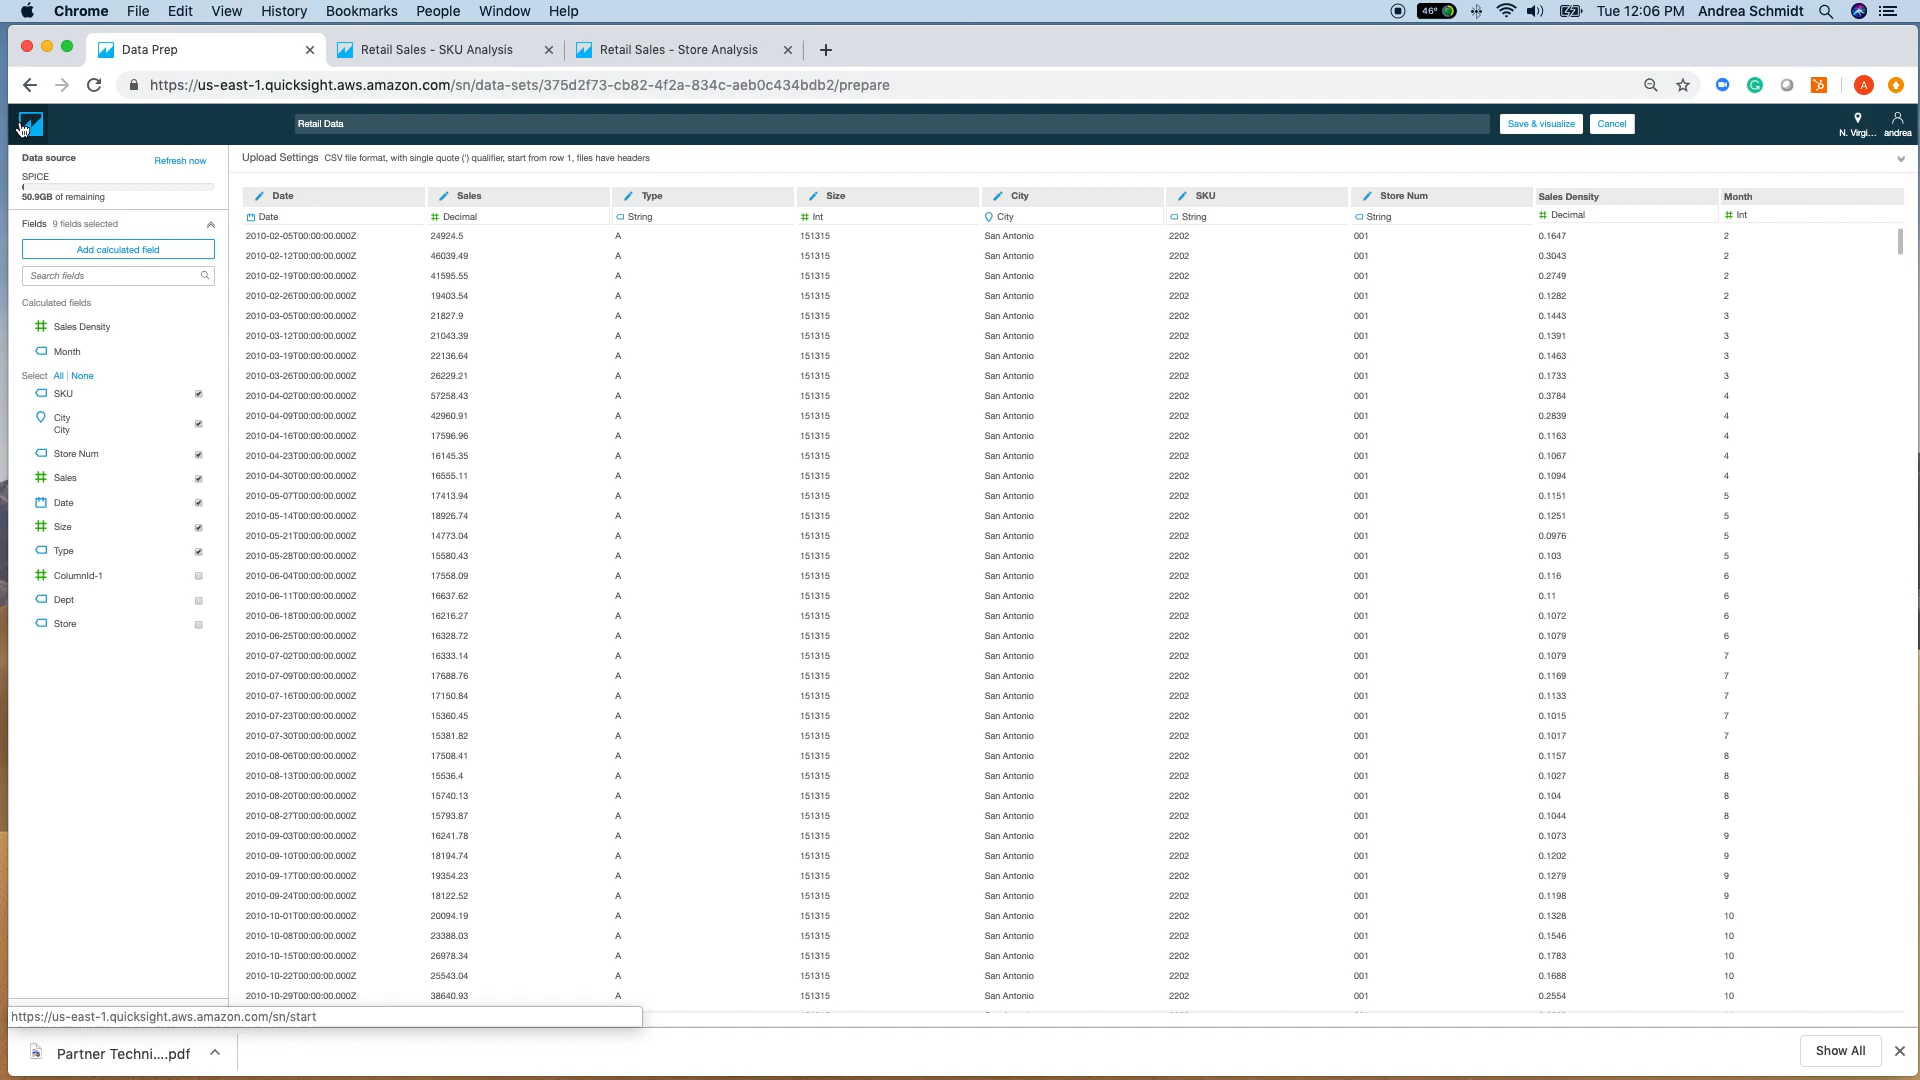 Chrome File Edit View History Bookmarks People Window Help 46° Tue 12:06 PM Andrea Schmidt
Data Prep Retail Sales - SKU Analysis Retail Sales - Store Analysis
https://us-east-1.quicksight.aws.amazon.com/sn/data-sets/375d2f73-cb82-4f2a-834c-aeb0c434bdb2/prepare A
Retail Data Save & visualize Cancel N. Virgi... andrea
Data source Refresh now
SPICE
50.9GB of remaining
Fields 9 fields selected
Add calculated field
Search fields
Calculated fields
Sales Density
Month
Select All | None
SKU
City
City
Store Num
Sales
Date
Size
Type
ColumnId-1
Dept
Store
Upload Settings CSV file format, with single quote (') qualifier, start from row 1, files have headers
Date Sales Type Size City SKU Store Num Sales Density Month
Date Decimal String Int City String String Decimal Int
2010-02-05T00:00:00.000Z 24924.5 A 151315 San Antonio 2202 001 0.1647 2
2010-02-12T00:00:00.000Z 46039.49 A 151315 San Antonio 2202 001 0.3043 2
2010-02-19T00:00:00.000Z 41595.55 A 151315 San Antonio 2202 001 0.2749 2
2010-02-26T00:00:00.000Z 19403.54 A 151315 San Antonio 2202 001 0.1282 2
2010-03-05T00:00:00.000Z 21827.9 A 151315 San Antonio 2202 001 0.1443 3
2010-03-12T00:00:00.000Z 21043.39 A 151315 San Antonio 2202 001 0.1391 3
2010-03-19T00:00:00.000Z 22136.64 A 151315 San Antonio 2202 001 0.1463 3
2010-03-26T00:00:00.000Z 26229.21 A 151315 San Antonio 2202 001 0.1733 3
2010-04-02T00:00:00.000Z 57258.43 A 151315 San Antonio 2202 001 0.3784 4
2010-04-09T00:00:00.000Z 42960.91 A 151315 San Antonio 2202 001 0.2839 4
2010-04-16T00:00:00.000Z 17596.96 A 151315 San Antonio 2202 001 0.1163 4
2010-04-23T00:00:00.000Z 16145.35 A 151315 San Antonio 2202 001 0.1067 4
2010-04-30T00:00:00.000Z 16555.11 A 151315 San Antonio 2202 001 0.1094 4
2010-05-07T00:00:00.000Z 17413.94 A 151315 San Antonio 2202 001 0.1151 5
2010-05-14T00:00:00.000Z 18926.74 A 151315 San Antonio 2202 001 0.1251 5
2010-05-21T00:00:00.000Z 14773.04 A 151315 San Antonio 2202 001 0.0976 5
2010-05-28T00:00:00.000Z 15580.43 A 151315 San Antonio 2202 001 0.103 5
2010-06-04T00:00:00.000Z 17558.09 A 151315 San Antonio 2202 001 0.116 6
2010-06-11T00:00:00.000Z 16637.62 A 151315 San Antonio 2202 001 0.11 6
2010-06-18T00:00:00.000Z 16216.27 A 151315 San Antonio 2202 001 0.1072 6
2010-06-25T00:00:00.000Z 16328.72 A 151315 San Antonio 2202 001 0.1079 6
2010-07-02T00:00:00.000Z 16333.14 A 151315 San Antonio 2202 001 0.1079 7
2010-07-09T00:00:00.000Z 17688.76 A 151315 San Antonio 2202 001 0.1169 7
2010-07-16T00:00:00.000Z 17150.84 A 151315 San Antonio 2202 001 0.1133 7
2010-07-23T00:00:00.000Z 15360.45 A 151315 San Antonio 2202 001 0.1015 7
2010-07-30T00:00:00.000Z 15381.82 A 151315 San Antonio 2202 001 0.1017 7
2010-08-06T00:00:00.000Z 17508.41 A 151315 San Antonio 2202 001 0.1157 8
2010-08-13T00:00:00.000Z 15536.4 A 151315 San Antonio 2202 001 0.1027 8
2010-08-20T00:00:00.000Z 15740.13 A 151315 San Antonio 2202 001 0.104 8
2010-08-27T00:00:00.000Z 15793.87 A 151315 San Antonio 2202 001 0.1044 8
2010-09-03T00:00:00.000Z 16241.78 A 151315 San Antonio 2202 001 0.1073 9
2010-09-10T00:00:00.000Z 18194.74 A 151315 San Antonio 2202 001 0.1202 9
2010-09-17T00:00:00.000Z 19354.23 A 151315 San Antonio 2202 001 0.1279 9
2010-09-24T00:00:00.000Z 18122.52 A 151315 San Antonio 2202 001 0.1198 9
2010-10-01T00:00:00.000Z 20094.19 A 151315 San Antonio 2202 001 0.1328 10
2010-10-08T00:00:00.000Z 23388.03 A 151315 San Antonio 2202 001 0.1546 10
2010-10-15T00:00:00.000Z 26978.34 A 151315 San Antonio 2202 001 0.1783 10
2010-10-22T00:00:00.000Z 25543.04 A 151315 San Antonio 2202 001 0.1688 10
2010-10-29T00:00:00.000Z 38640.93 A 151315 San Antonio 2202 001 0.2554 10
https://us-east-1.quicksight.aws.amazon.com/sn/start
Partner Techni....pdf Show All